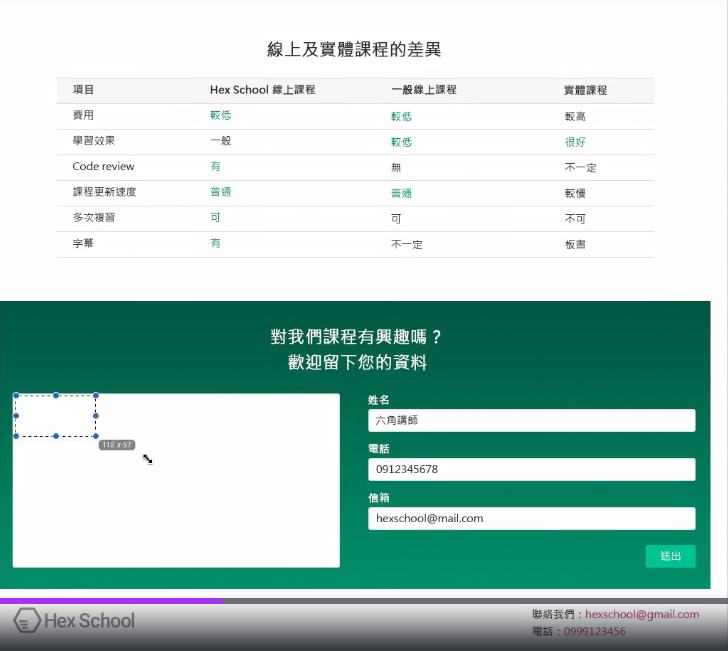 線上及實體課程的差異
項目 Hex School 線上課程 一般線上課程 實體課程
費用 較低 較低 較高
學習效果 一般 較低 很好
Code review 有 無 不一定
課程更新速度 普通 普通 較慢
多次複習 可 可 不可
字幕 有 不一定 板書
對我們課程有興趣嗎？
歡迎留下您的資料
112 x 57
姓名
六角講師
電話
0912345678
信箱
hexschool@mail.com
送出
Hex School
聯絡我們：hexschool@gmail.com
電話：0999123456